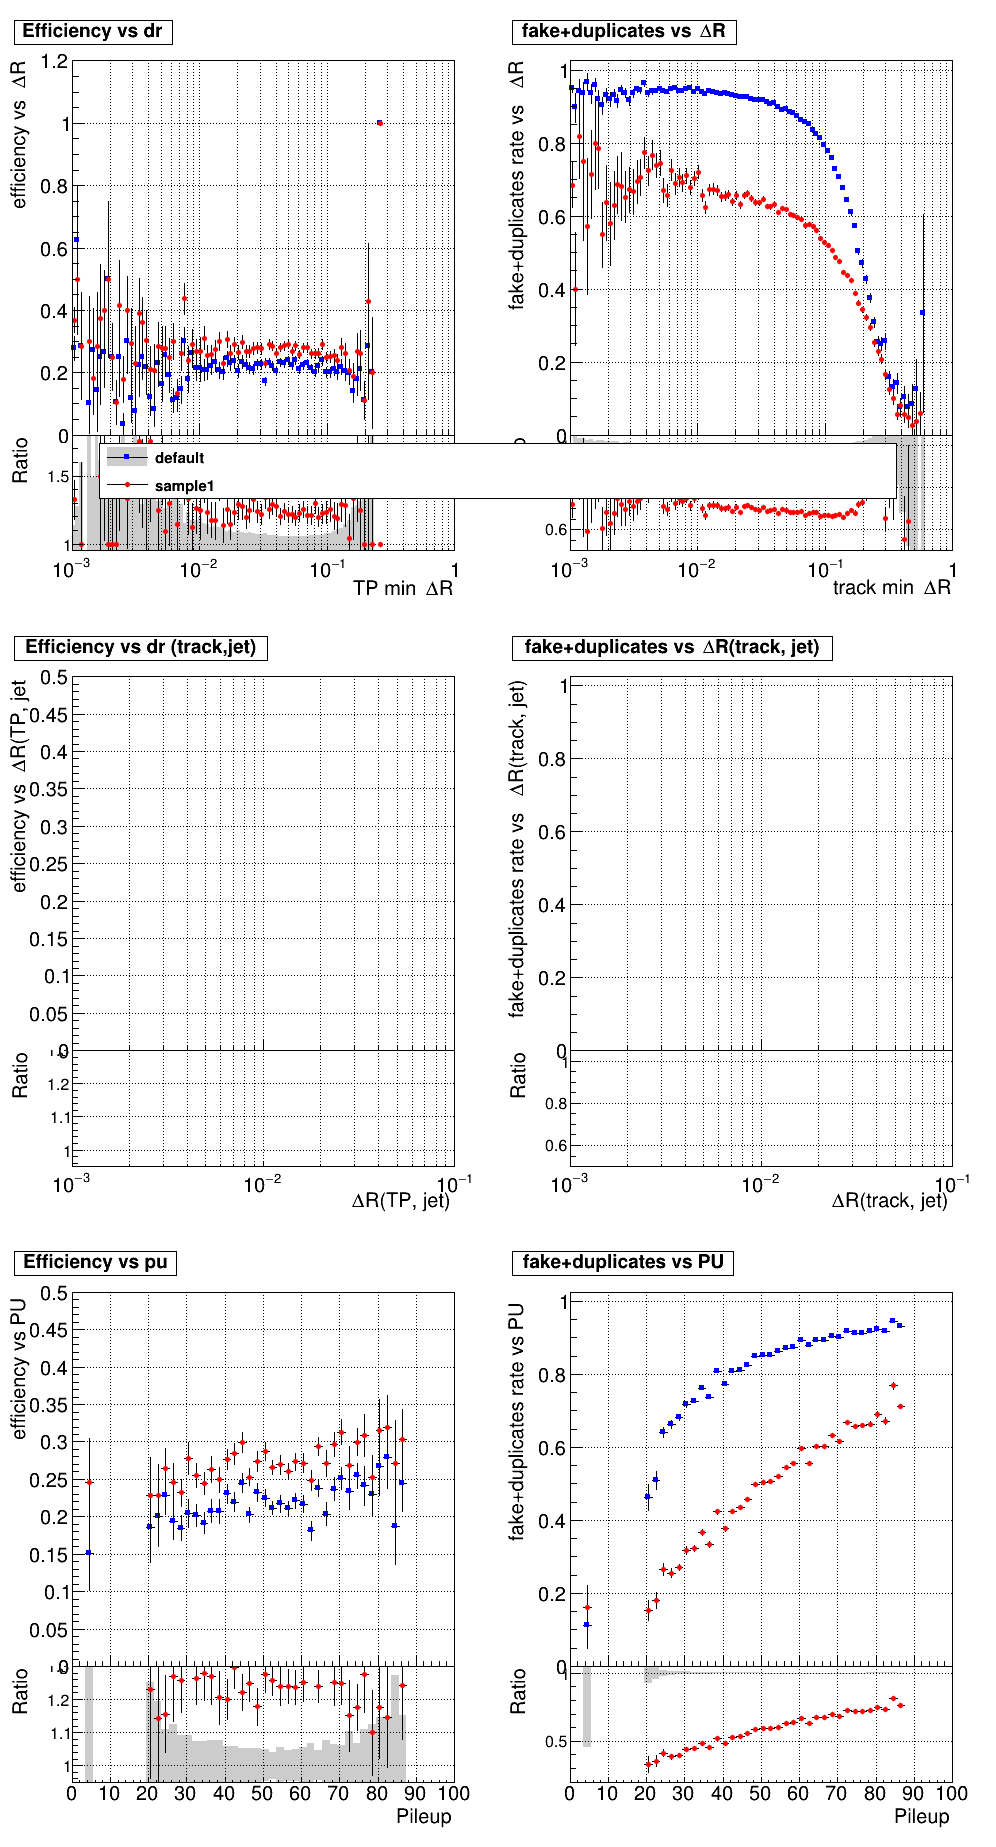 Efficiency vs dr
fake+duplicates vs ΔR
efficiency vs ΔR
1.2
1
0.8
0.6
0.4
0.2
0
fake+duplicates rate vs ΔR
1
0.8
0.6
0.4
0.2
0
Ratio
1.5
1
0.6
default
sample1
10⁻³ 10⁻² 10⁻¹ 1
TP min ΔR
10⁻³ 10⁻² 10⁻¹ 1
track min ΔR
Efficiency vs dr (track,jet)
fake+duplicates vs ΔR(track, jet)
efficiency vs ΔR(TP, jet
0.5
0.45
0.4
0.35
0.3
0.25
0.2
0.15
0.1
0.05
0
fake+duplicates rate vs ΔR(track, jet)
1
0.8
0.6
0.4
0.2
0
Ratio
1.2
1.1
1
Ratio
1
0.8
0.6
10⁻³ 10⁻² 10⁻¹
ΔR(TP, jet)
10⁻³ 10⁻² 10⁻¹
ΔR(track, jet)
Efficiency vs pu
fake+duplicates vs PU
efficiency vs PU
0.5
0.45
0.4
0.35
0.3
0.25
0.2
0.15
0.1
0.05
0
fake+duplicates rate vs PU
1
0.8
0.6
0.4
0.2
0
Ratio
1.2
1.1
1
Ratio
0.5
0 10 20 30 40 50 60 70 80 90 100
Pileup
0 10 20 30 40 50 60 70 80 90 100
Pileup